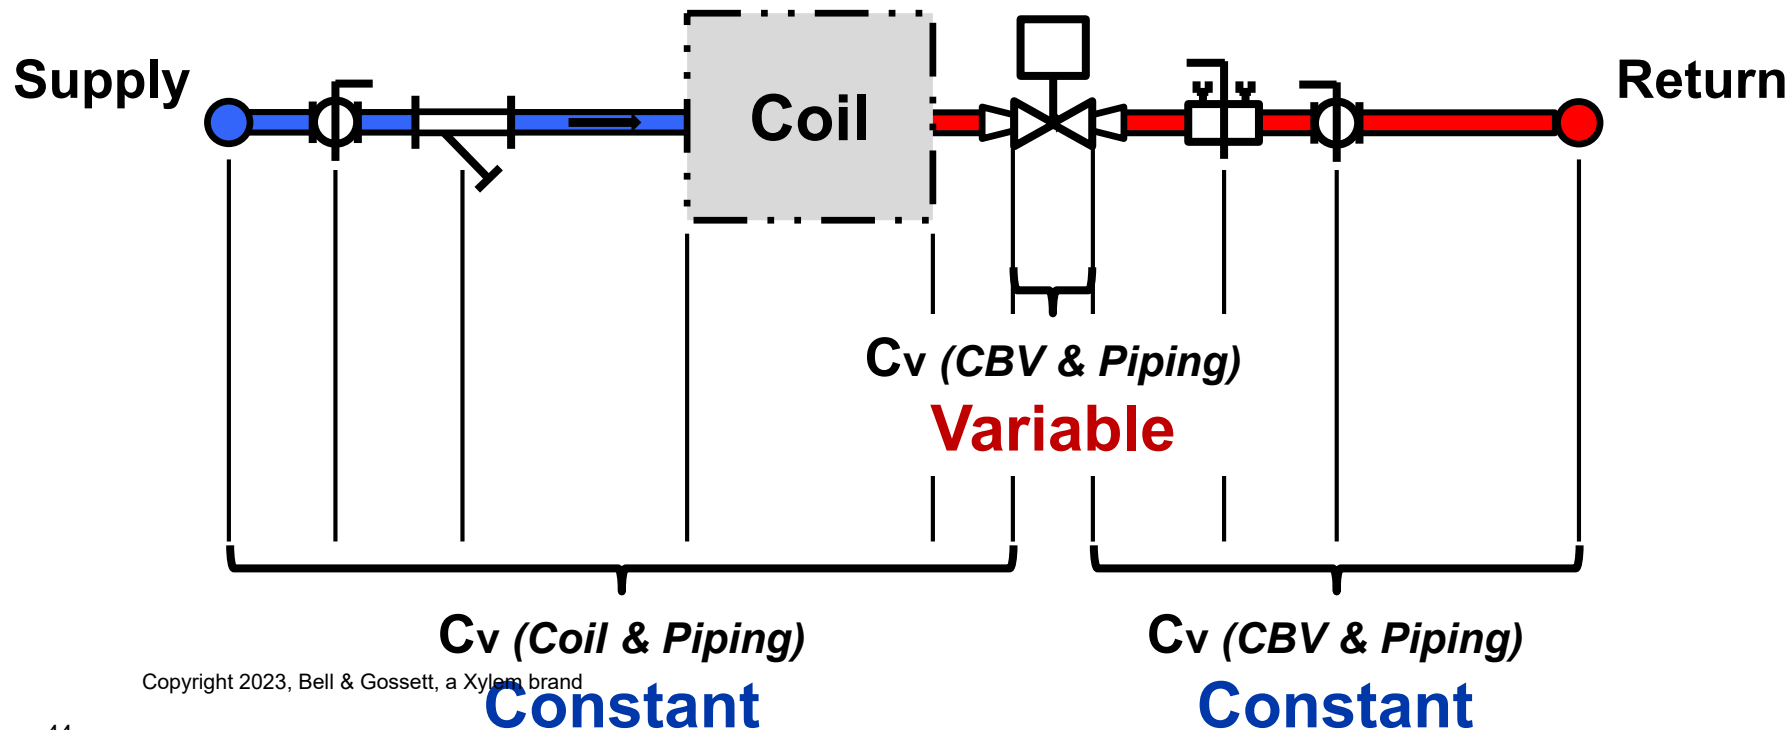 Supply
Coil
Return
Cv (CBV & Piping)
Variable
Cv (Coil & Piping)
Constant
Cv (CBV & Piping)
Constant
Copyright 2023, Bell & Gossett, a Xylem brand
44